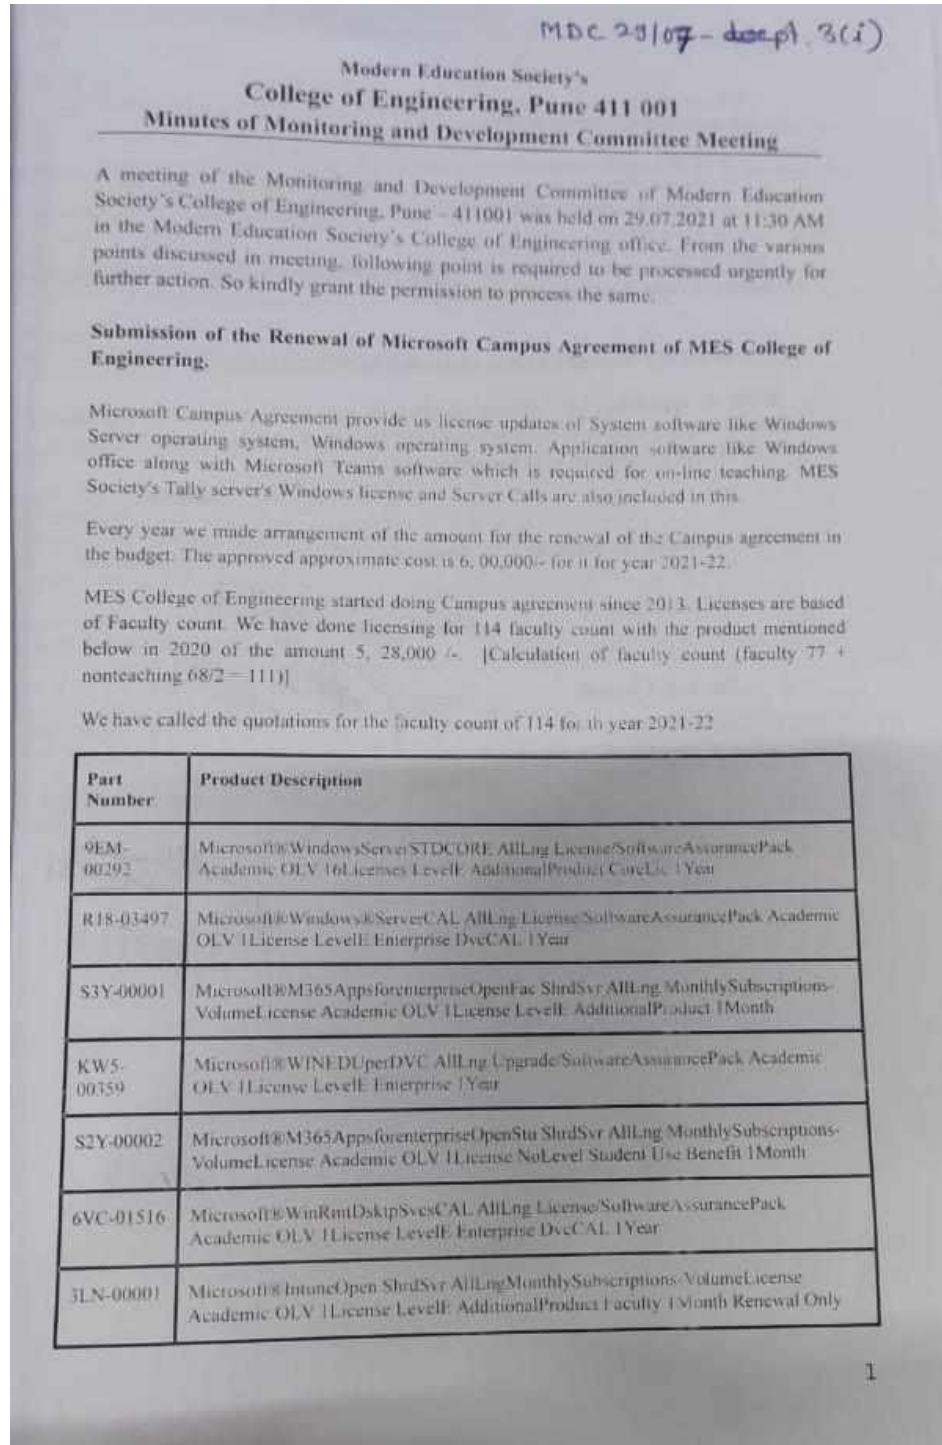 MDC 29/07 - deept. 3(i)
Modern Education Society's
College of Engineering, Pune 411 001
Minutes of Monitoring and Development Committee Meeting
A meeting of the Monitoring and Development Committee of Modern Education
Society's College of Engineering, Pune – 411001 was held on 29.07.2021 at 11:30 AM
in the Modern Education Society's College of Engineering office. From the various
points discussed in meeting, following point is required to be processed urgently for
further action. So kindly grant the permission to process the same.
Submission of the Renewal of Microsoft Campus Agreement of MES College of
Engineering.
Microsoft Campus Agreement provide us license updates of System software like Windows
Server operating system, Windows operating system. Application software like Windows
office along with Microsoft Teams software which is required for on-line teaching. MES
Society's Tally server's Windows license and Server Calls are also included in this.
Every year we made arrangement of the amount for the renewal of the Campus agreement in
the budget. The approved approximate cost is 6, 00,000/- for it for year 2021-22.
MES College of Engineering started doing Campus agreement since 2013. Licenses are based
of Faculty count. We have done licensing for 114 faculty count with the product mentioned
below in 2020 of the amount 5, 28,000 /-. [Calculation of faculty count (faculty 77 +
nonteaching 68/2 = 111)]
We have called the quotations for the faculty count of 114 for th year 2021-22
Part Number Product Description
9EM-00292 Microsoft®WindowsServerSTDCORE AllLng License/SoftwareAssurancePack
Academic OLV 16Licenses LevelE AdditionalProduct CoreLic 1Year
R18-03497 Microsoft®Windows®ServerCAL AllLng License/SoftwareAssurancePack Academic
OLV 1License LevelE Enterprise DvcCAL 1Year
S3Y-00001 Microsoft®M365AppsforenterpriseOpenFac ShrdSvr AllLng MonthlySubscriptions-
VolumeLicense Academic OLV 1License LevelE AdditionalProduct 1Month
KW5-00359 Microsoft®WINEDUperDVC AllLng Upgrade/SoftwareAssurancePack Academic
OLV 1License LevelE Enterprise 1Year
S2Y-00002 Microsoft®M365AppsforenterpriseOpenStu ShrdSvr AllLng MonthlySubscriptions-
VolumeLicense Academic OLV 1License NoLevel Student Use Benefit 1Month
6VC-01516 Microsoft®WinRmtDsktpSvcsCAL AllLng License/SoftwareAssurancePack
Academic OLV 1License LevelE Enterprise DvcCAL 1Year
3LN-00001 Microsoft®IntuneOpen ShrdSvr AllLngMonthlySubscriptions-VolumeLicense
Academic OLV 1License LevelE AdditionalProduct Faculty 1Month Renewal Only
1